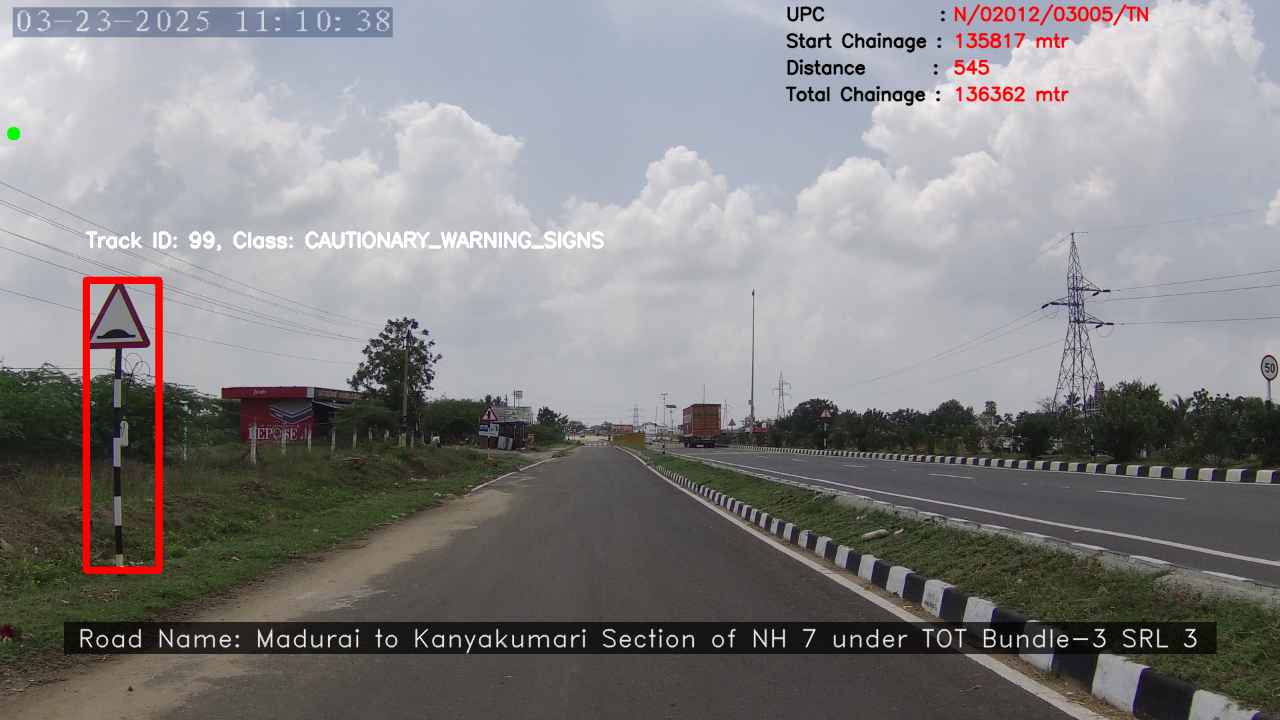 03-23-2025 11:10:38
UPC : N/02012/03005/TN
Start Chainage : 135817 mtr
Distance : 545
Total Chainage : 136362 mtr
Track ID: 99, Class: CAUTIONARY_WARNING_SIGNS
50
REPOSE
Road Name: Madurai to Kanyakumari Section of NH 7 under TOT Bundle-3 SRL 3